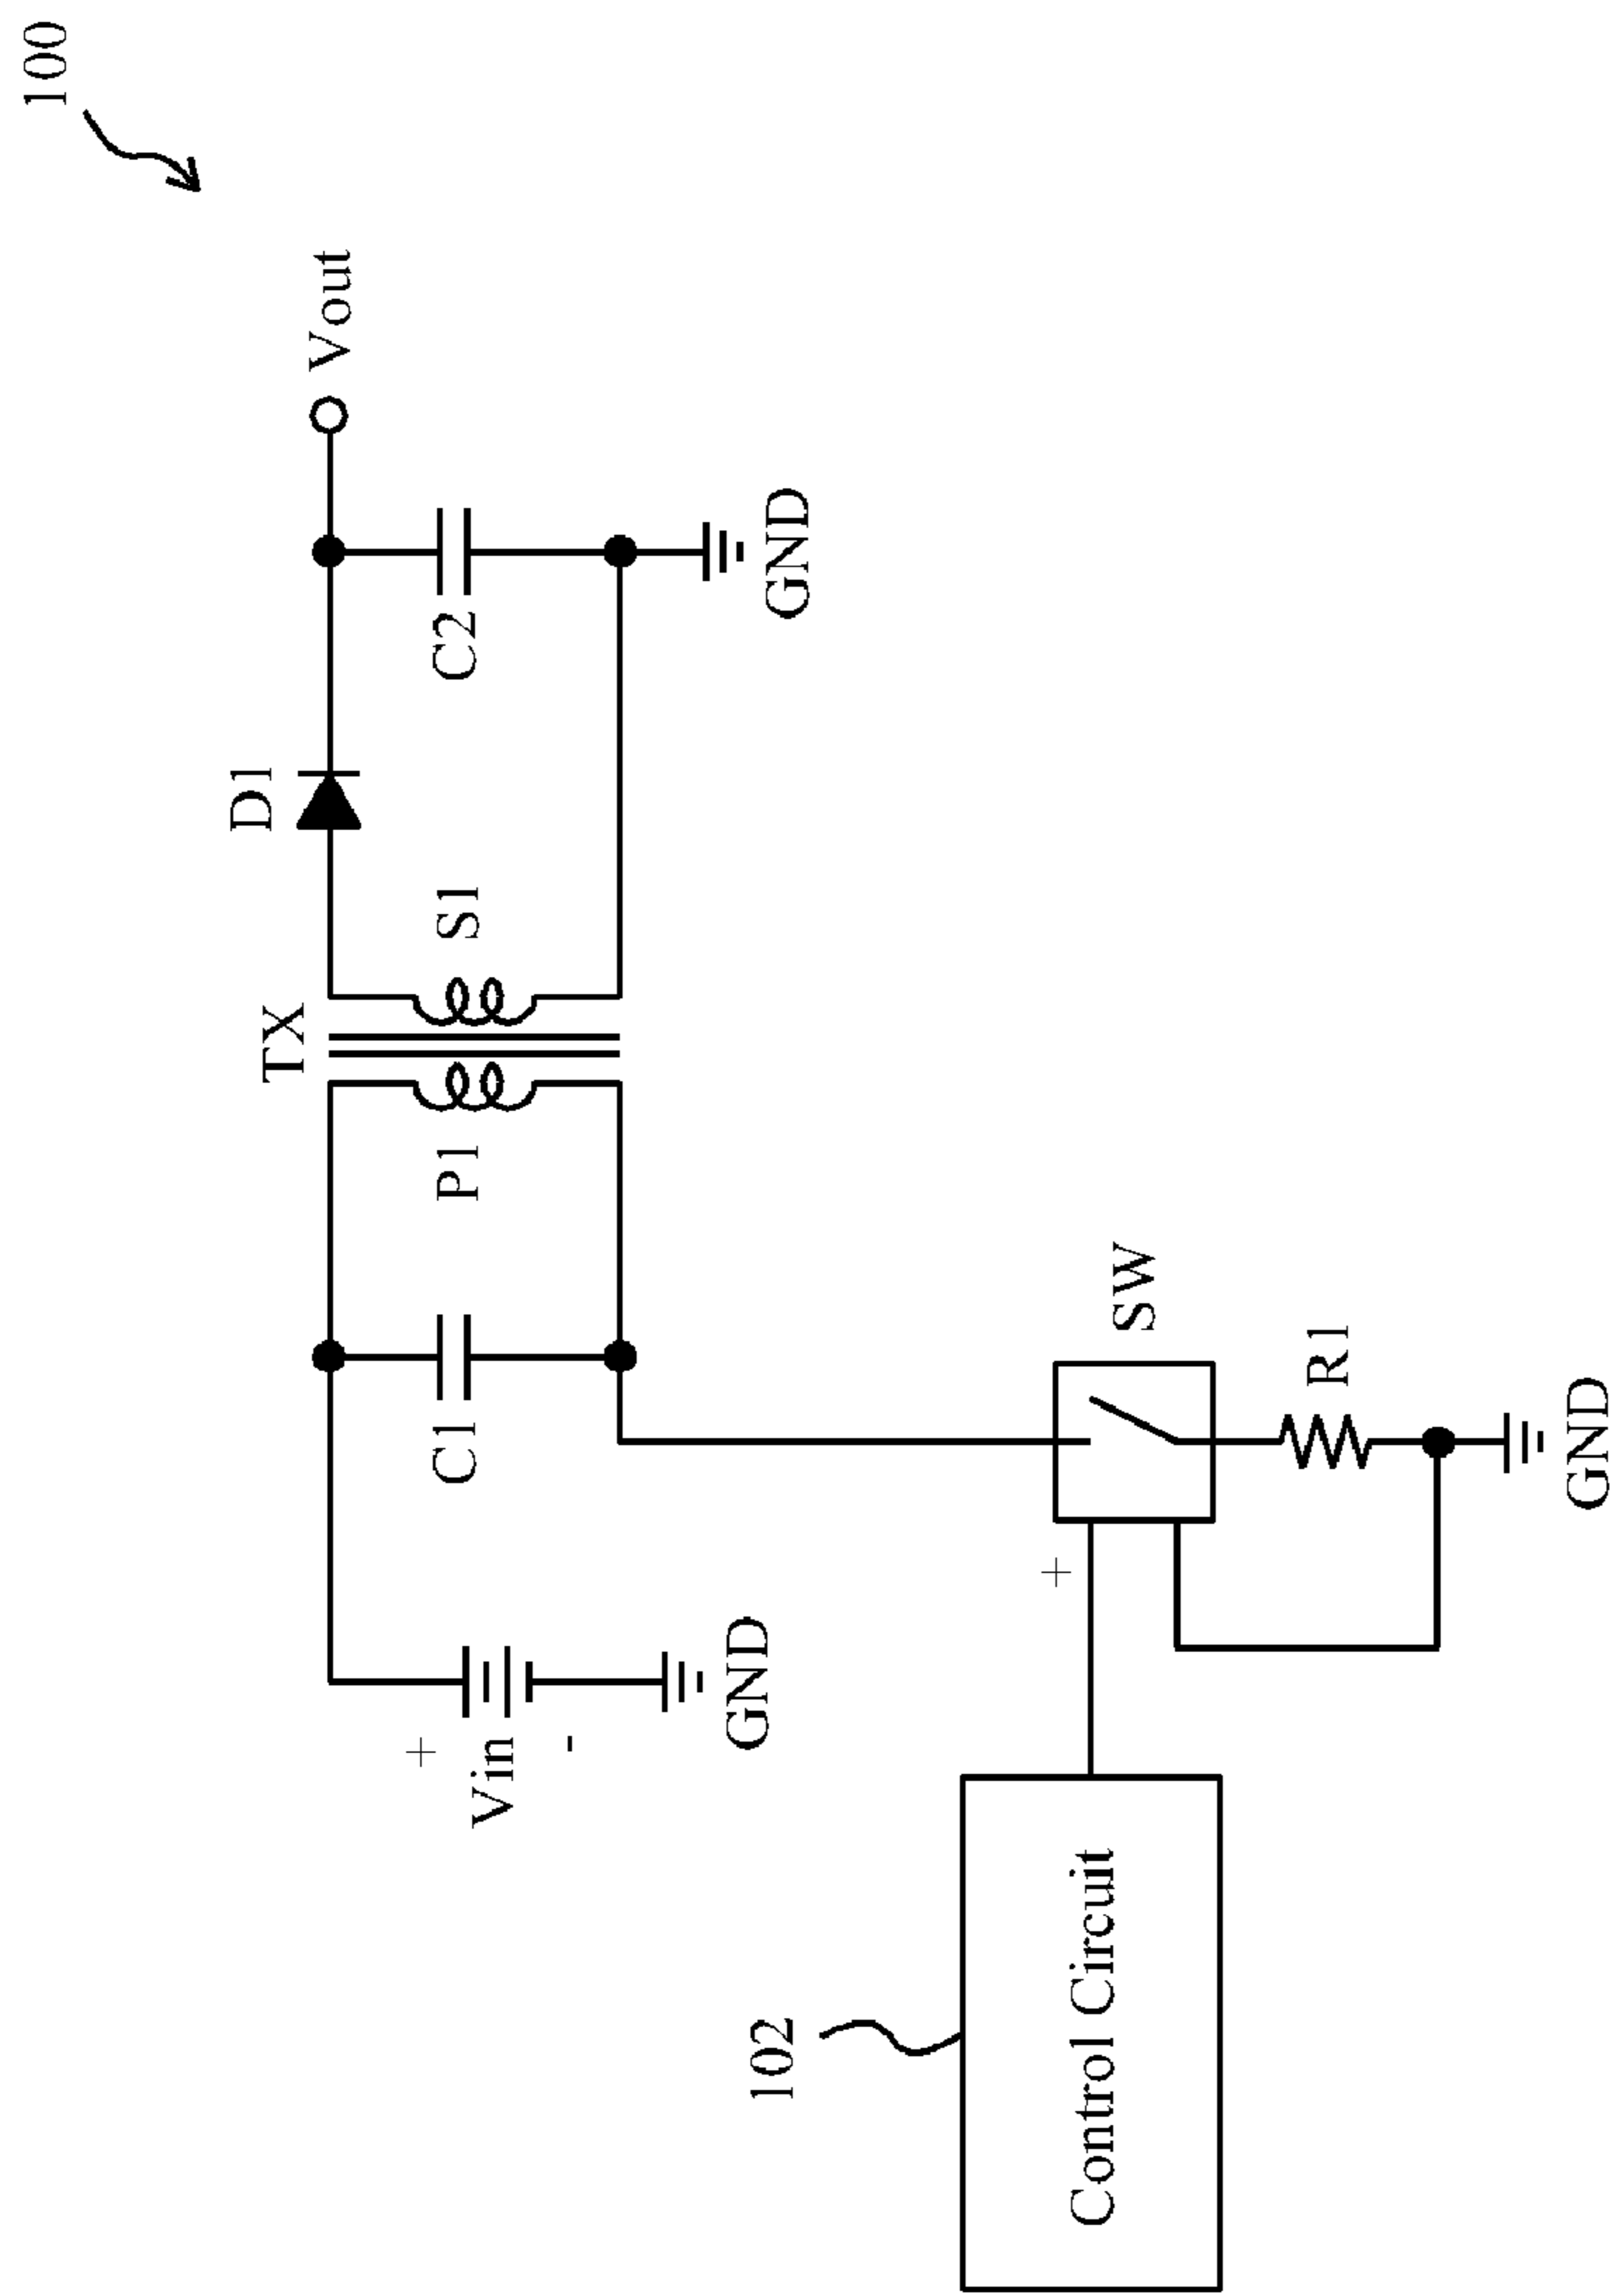 100
TX
D1
Vout
+
Vin
-
C1
P1
S1
C2
GND
GND
102
Control Circuit
+
SW
R1
GND